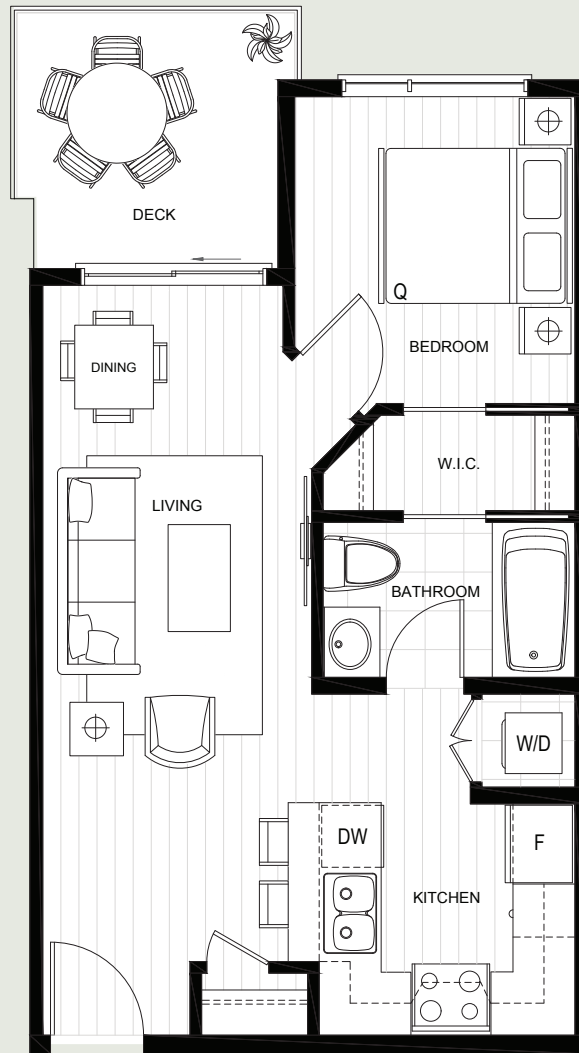 DECK
Q
BEDROOM
DINING
W.I.C.
LIVING
BATHROOM
W/D
DW
F
KITCHEN